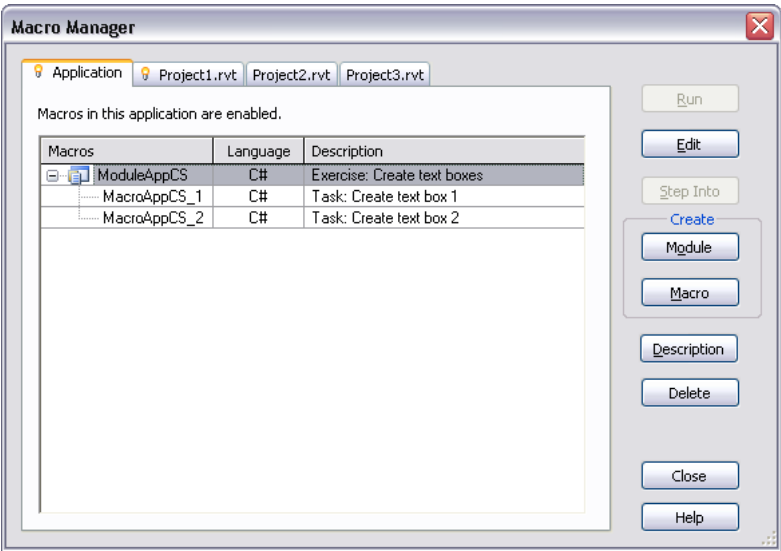 Macro Manager
Application Project1.rvt Project2.rvt Project3.rvt
Macros in this application are enabled.
Macros Language Description
ModuleAppCS C# Exercise: Create text boxes
MacroAppCS_1 C# Task: Create text box 1
MacroAppCS_2 C# Task: Create text box 2
Run
Edit
Step Into
Create
Module
Macro
Description
Delete
Close
Help